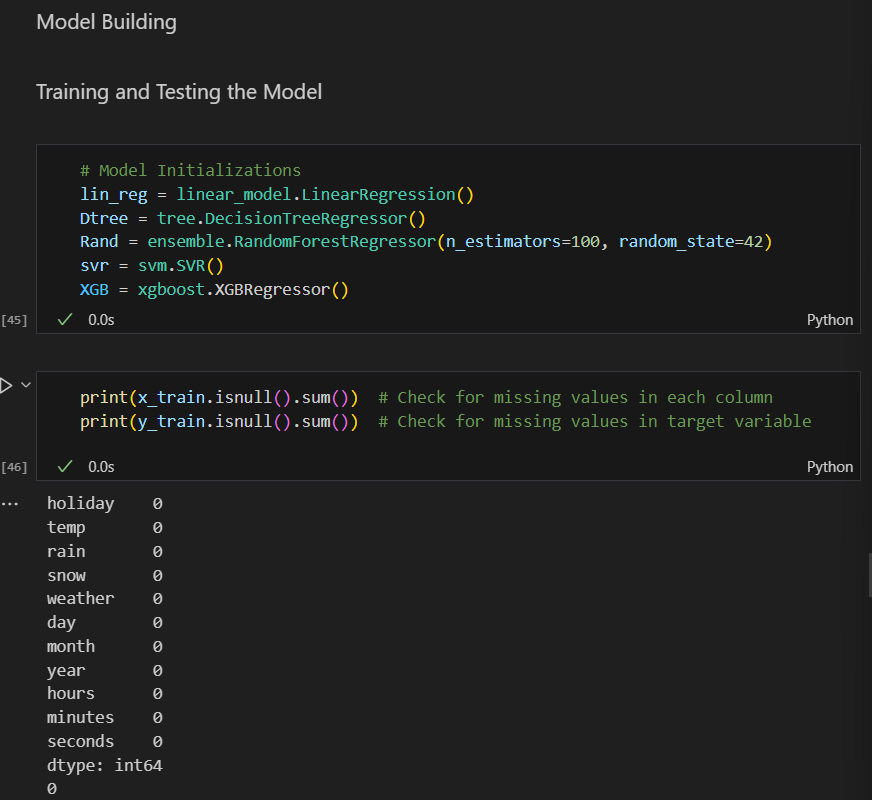 Model Building
Training and Testing the Model
# Model Initializations
lin_reg = linear_model.LinearRegression()
Dtree = tree.DecisionTreeRegressor()
Rand = ensemble.RandomForestRegressor(n_estimators=100, random_state=42)
svr = svm.SVR()
XGB = xgboost.XGBRegressor()
[45] 0.0s Python
print(x_train.isnull().sum())  # Check for missing values in each column
print(y_train.isnull().sum())  # Check for missing values in target variable
[46] 0.0s Python
... holiday    0
temp       0
rain       0
snow       0
weather    0
day        0
month      0
year       0
hours      0
minutes    0
seconds    0
dtype: int64
0